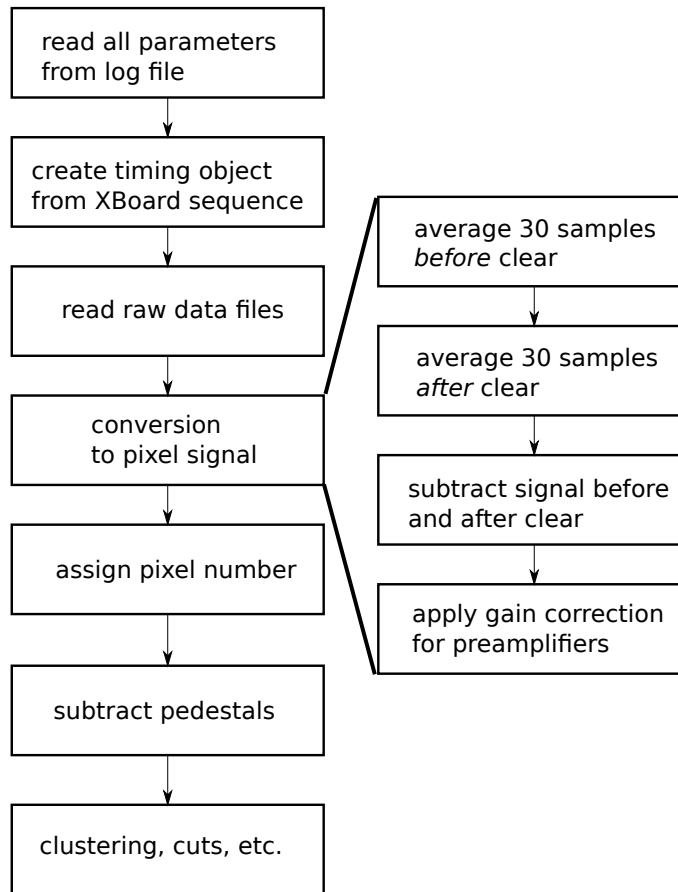 read all parameters
from log file
create timing object
from XBoard sequence
read raw data files
conversion
to pixel signal
assign pixel number
subtract pedestals
clustering, cuts, etc.
average 30 samples
before clear
average 30 samples
after clear
subtract signal before
and after clear
apply gain correction
for preamplifiers